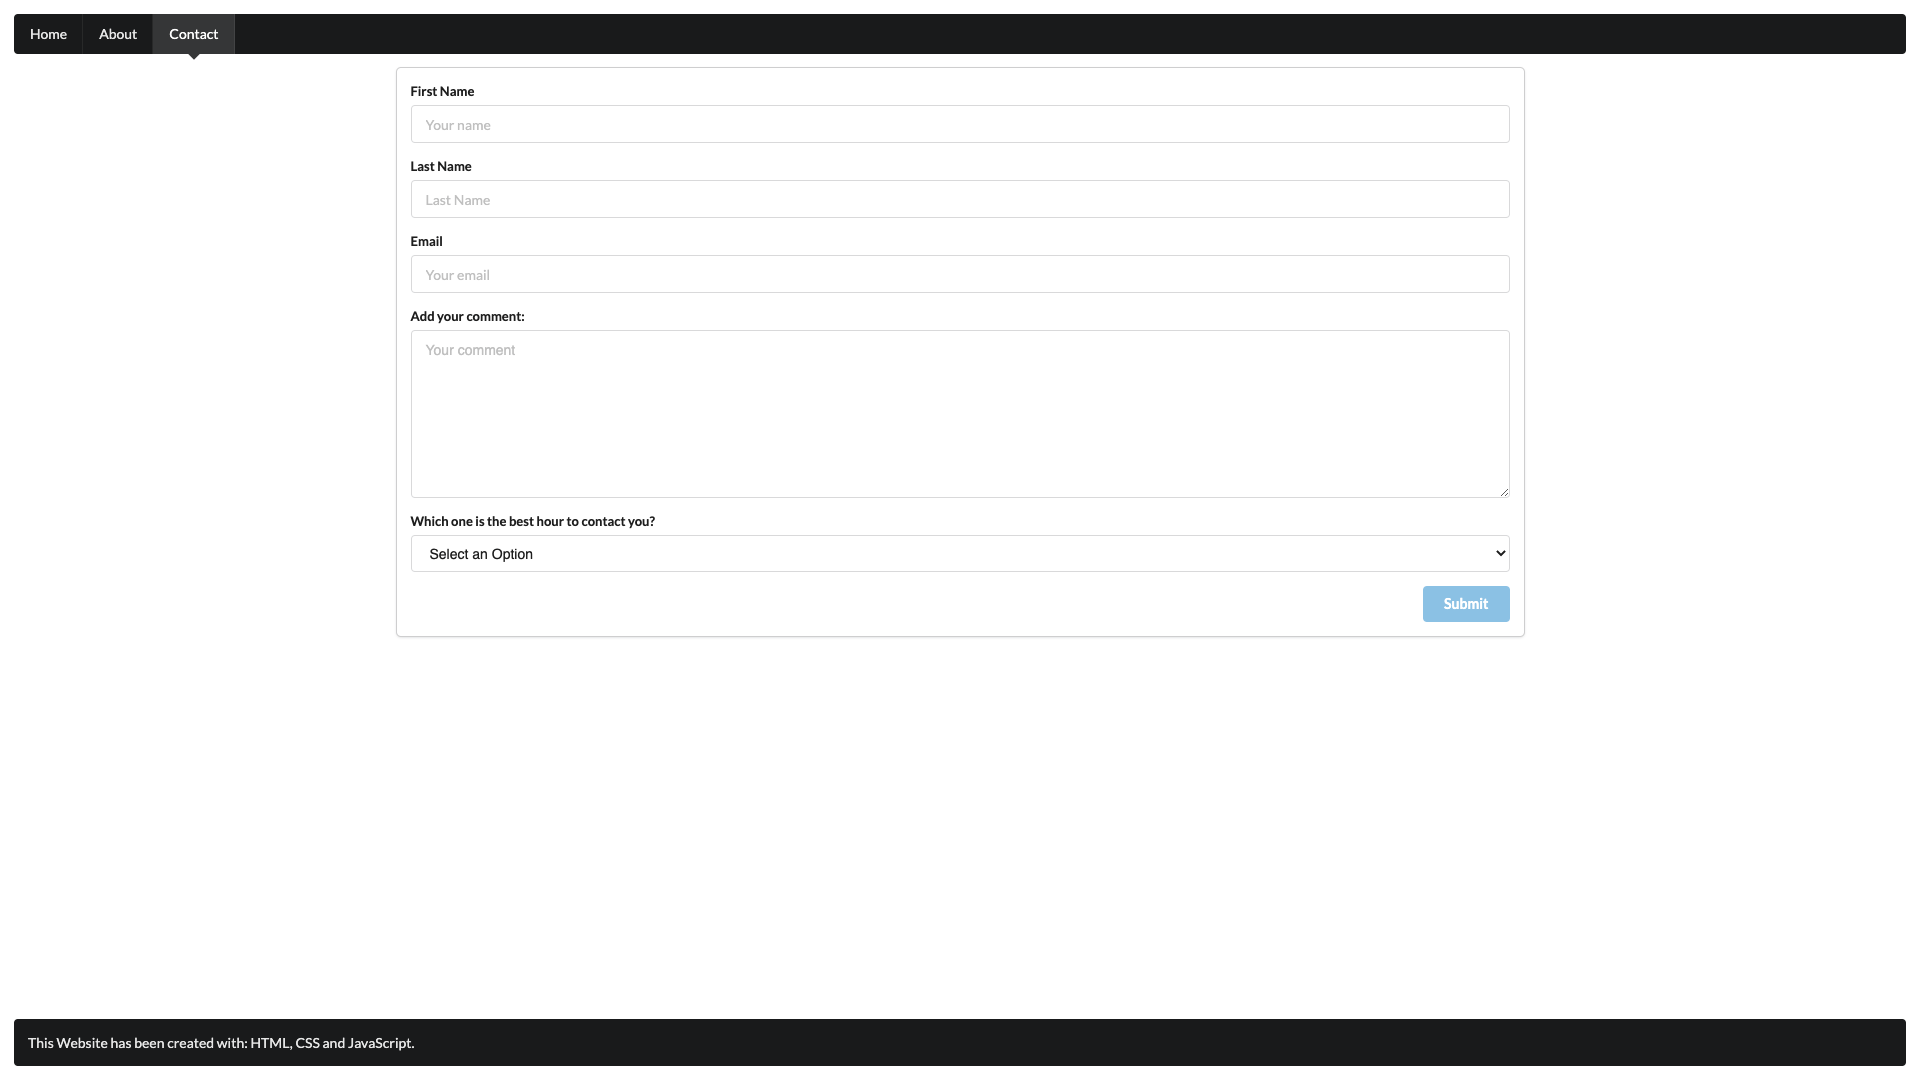 Home About Contact
First Name
Your name
Last Name
Last Name
Email
Your email
Add your comment:
Your comment
Which one is the best hour to contact you?
Select an Option
Submit
This Website has been created with: HTML, CSS and JavaScript.